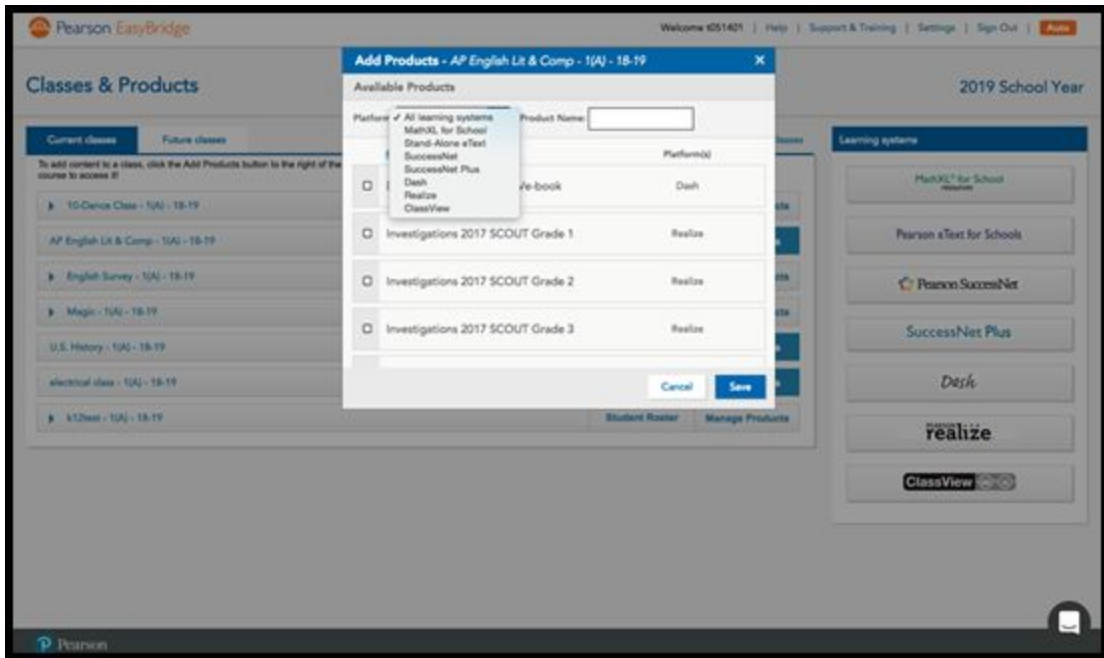 Pearson EasyBridge
Welcome t051401 | Help | Support & Training | Settings | Sign Out | Auto
Classes & Products
2019 School Year
Add Products - AP English Lit & Comp - 1(A) - 18-19 ×
Available Products
Platform
✓ All learning systems
MathXL for School
Stand-Alone eText
SuccessNet
SuccessNet Plus
Dash
Realize
ClassView
Product Name:
Platform(s)
/e-book Dash
Investigations 2017 SCOUT Grade 1 Realize
Investigations 2017 SCOUT Grade 2 Realize
Investigations 2017 SCOUT Grade 3 Realize
Cancel Save
Current classes Future classes
To add content to a class, click the Add Products button to the right of the
course to access it!
10-Dance Class - 1(A) - 18-19
AP English Lit & Comp - 1(A) - 18-19
English Survey - 1(A) - 18-19
Magic - 1(A) - 18-19
U.S. History - 1(A) - 18-19
electrical class - 1(A) - 18-19
k12test - 1(A) - 18-19 Student Roster Manage Products
Learning systems
MathXL® for School
Pearson eText for Schools
Pearson SuccessNet
SuccessNet Plus
Dash
realize
ClassView
Pearson